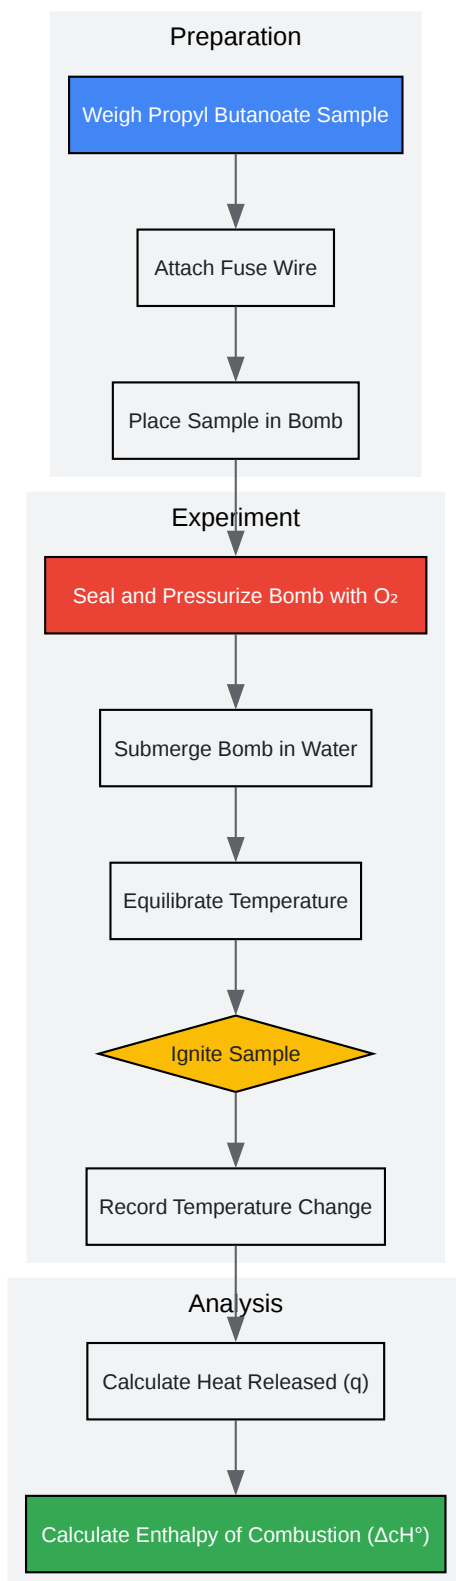 Preparation
Weigh Propyl Butanoate Sample
Attach Fuse Wire
Place Sample in Bomb
Experiment
Seal and Pressurize Bomb with O₂
Submerge Bomb in Water
Equilibrate Temperature
Ignite Sample
Record Temperature Change
Analysis
Calculate Heat Released (q)
Calculate Enthalpy of Combustion (ΔcH°)